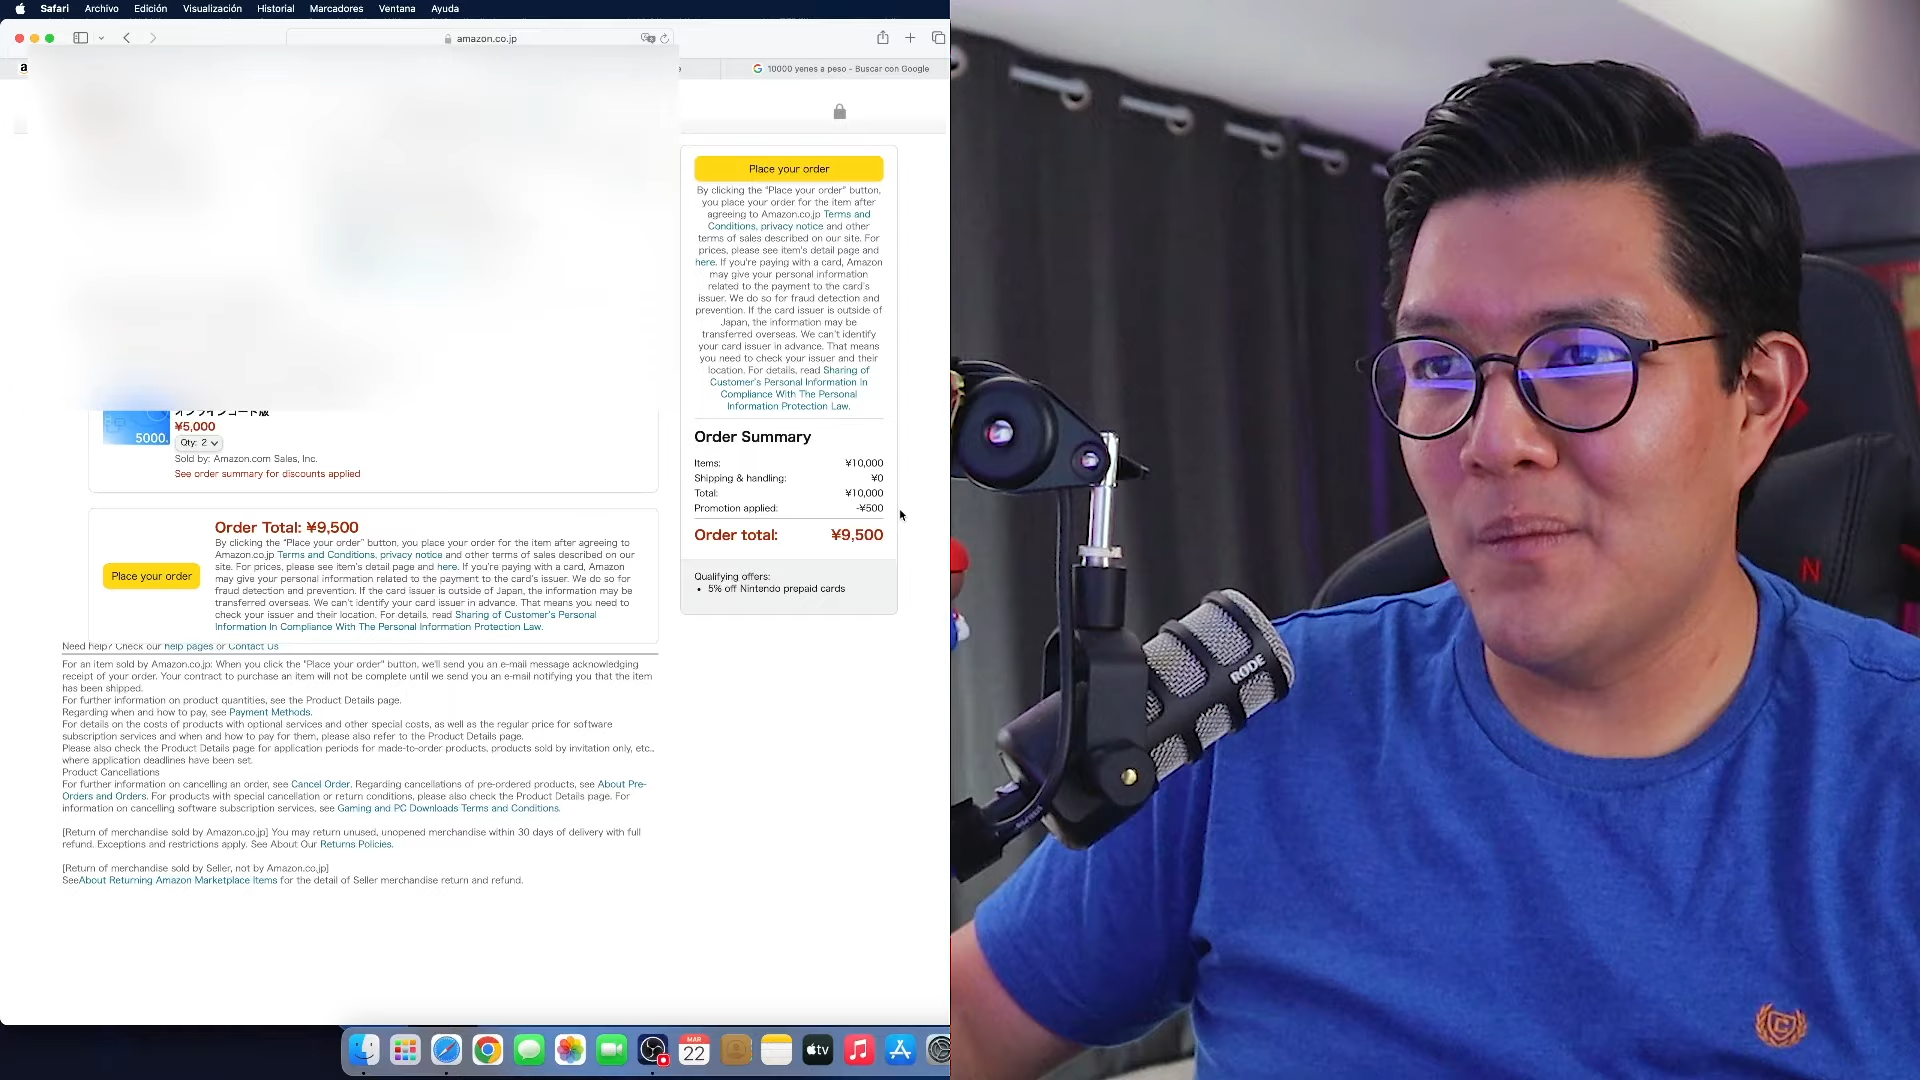 Safari Archivo Edición Visualización Historial Marcadores Ventana Ayuda
amazon.co.jp
10000 yenes a peso - Buscar con Google
Place your order
By clicking the "Place your order" button,
you place your order for the item after
agreeing to Amazon.co.jp Terms and
Conditions, privacy notice and other
terms of sales described on our site. For
prices, please see item's detail page and
here. If you're paying with a card, Amazon
may give your personal information
related to the payment to the card's
issuer. We do so for fraud detection and
prevention. If the card issuer is outside of
Japan, the information may be
transferred overseas. We can't identify
your card issuer in advance. That means
you need to check your issuer and their
location. For details, read Sharing of
Customer's Personal Information in
Compliance With The Personal
Information Protection Law.
Order Summary
Items: ¥10,000
Shipping & handling: ¥0
Total: ¥10,000
Promotion applied: -¥500
Order total: ¥9,500
Qualifying offers:
• 5% off Nintendo prepaid cards
オンラインコード版
¥5,000
5000
Qty: 2
Sold by: Amazon.com Sales, Inc.
See order summary for discounts applied
Order Total: ¥9,500
By clicking the "Place your order" button, you place your order for the item after agreeing to
Amazon.co.jp Terms and Conditions, privacy notice and other terms of sales described on our
site. For prices, please see item's detail page and here. If you're paying with a card, Amazon
may give your personal information related to the payment to the card's issuer. We do so for
fraud detection and prevention. If the card issuer is outside of Japan, the information may be
transferred overseas. We can't identify your card issuer in advance. That means you need to
check your issuer and their location. For details, read Sharing of Customer's Personal
Information In Compliance With The Personal Information Protection Law.
Place your order
Need help? Check our help pages or Contact Us
For an item sold by Amazon.co.jp: When you click the "Place your order" button, we'll send you an e-mail message acknowledging
receipt of your order. Your contract to purchase an item will not be complete until we send you an e-mail notifying you that the item
has been shipped.
For further information on product quantities, see the Product Details page.
Regarding when and how to pay, see Payment Methods.
For details on the costs of products with optional services and other special costs, as well as the regular price for software
subscription services and when and how to pay for them, please also refer to the Product Details page.
Please also check the Product Details page for application periods for made-to-order products, products sold by invitation only, etc.,
where application deadlines have been set.
Product Cancellations
For further information on cancelling an order, see Cancel Order. Regarding cancellations of pre-ordered products, see About Pre-
Orders and Orders. For products with special cancellation or return conditions, please also check the Product Details page. For
information on cancelling software subscription services, see Gaming and PC Downloads Terms and Conditions.
[Return of merchandise sold by Amazon.co.jp] You may return unused, unopened merchandise within 30 days of delivery with full
refund. Exceptions and restrictions apply. See About Our Returns Policies.
[Return of merchandise sold by Seller, not by Amazon.co.jp]
SeeAbout Returning Amazon Marketplace Items for the detail of Seller merchandise return and refund.
MAR
22
tv
RODE
N